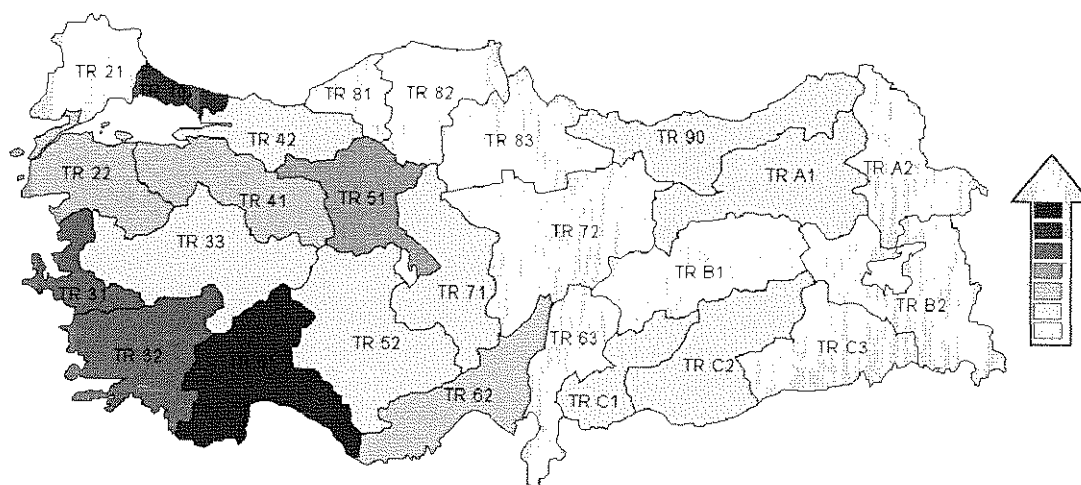 TR 21
TR 81
TR 82
TR 42
TR 83
TR 90
TR 22
TR A1
TR A2
TR 51
TR 41
TR 33
TR 72
TR B1
TR 31
TR 71
TR B2
TR 32
TR 52
TR 63
TR C3
TR C2
TR 62
TR C1